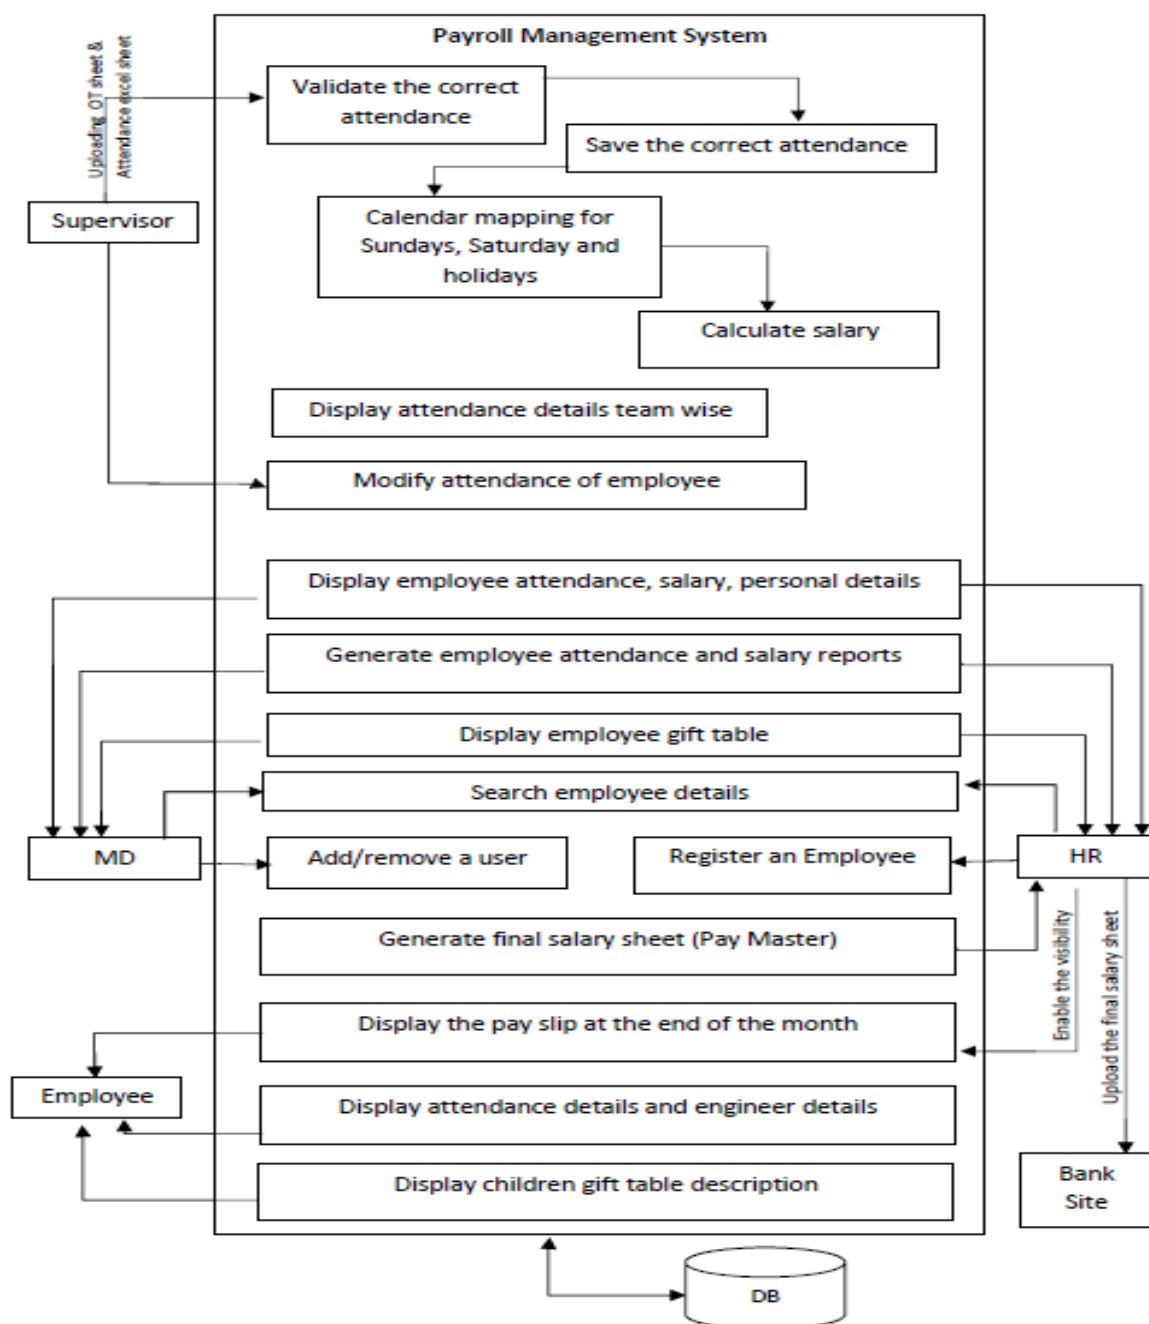 Payroll Management System
Uploading OT sheet &
Attendance excel sheet
Validate the correct
attendance
Save the correct attendance
Supervisor
Calendar mapping for
Sundays, Saturday and
holidays
Calculate salary
Display attendance details team wise
Modify attendance of employee
Display employee attendance, salary, personal details
Generate employee attendance and salary reports
Display employee gift table
Search employee details
MD
Add/remove a user
Register an Employee
HR
Generate final salary sheet (Pay Master)
Enable the visibility
Upload the final salary sheet
Display the pay slip at the end of the month
Employee
Display attendance details and engineer details
Display children gift table description
Bank
Site
DB